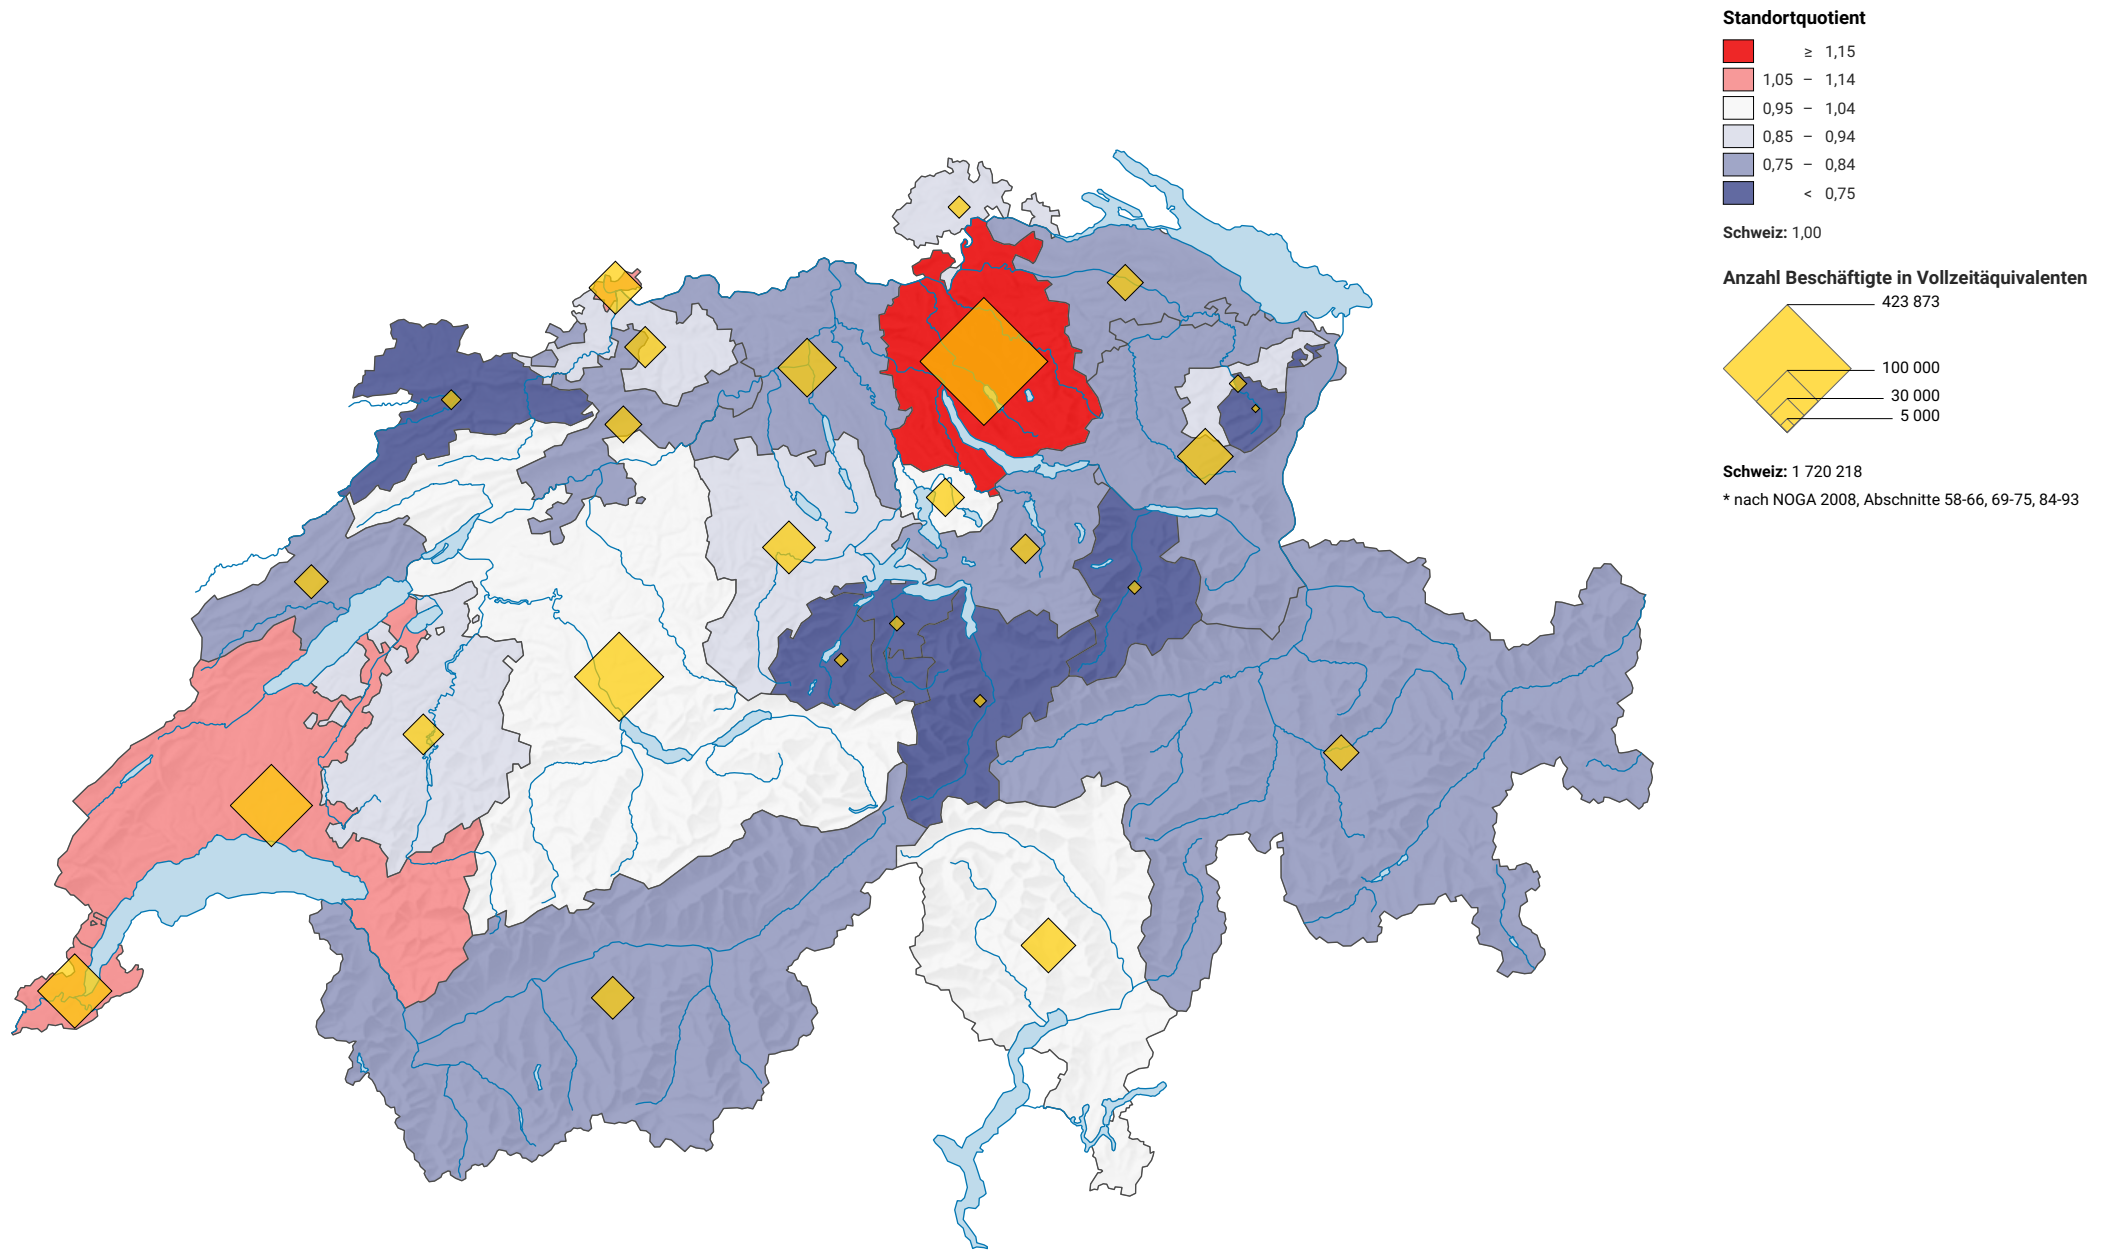 Standortquotient
≥ 1,15
1,05 – 1,14
0,95 – 1,04
0,85 – 0,94
0,75 – 0,84
< 0,75
Schweiz: 1,00
Anzahl Beschäftigte in Vollzeitäquivalenten
423 873
100 000
30 000
5 000
Schweiz: 1 720 218
* nach NOGA 2008, Abschnitte 58-66, 69-75, 84-93